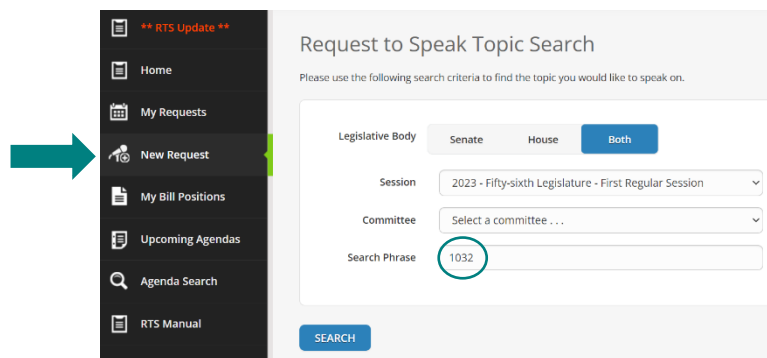 ** RTS Update **
Home
My Requests
New Request
My Bill Positions
Upcoming Agendas
Agenda Search
RTS Manual
Request to Speak Topic Search
Please use the following search criteria to find the topic you would like to speak on.
Legislative Body Senate House Both
Session 2023 - Fifty-sixth Legislature - First Regular Session
Committee Select a committee . . .
Search Phrase 1032
SEARCH